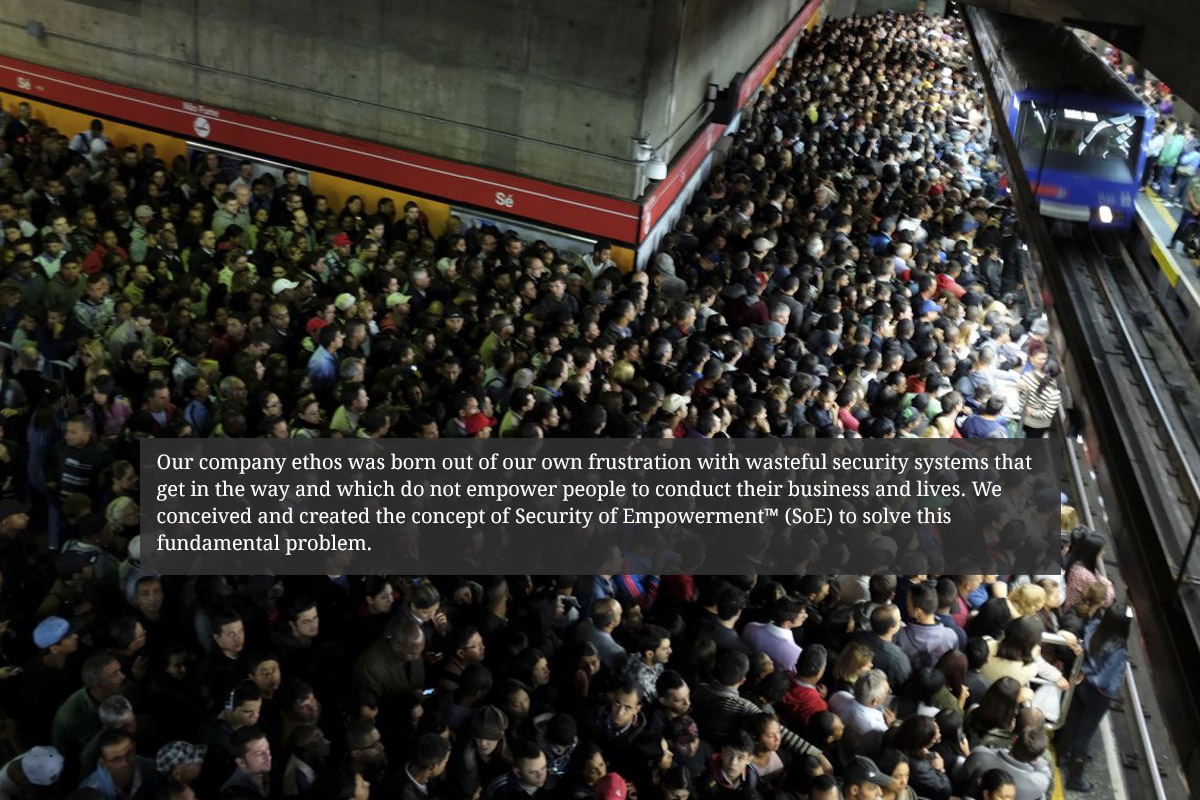 Sé
Não Fume
Sé
Our company ethos was born out of our own frustration with wasteful security systems that
get in the way and which do not empower people to conduct their business and lives. We
conceived and created the concept of Security of Empowerment™ (SoE) to solve this
fundamental problem.